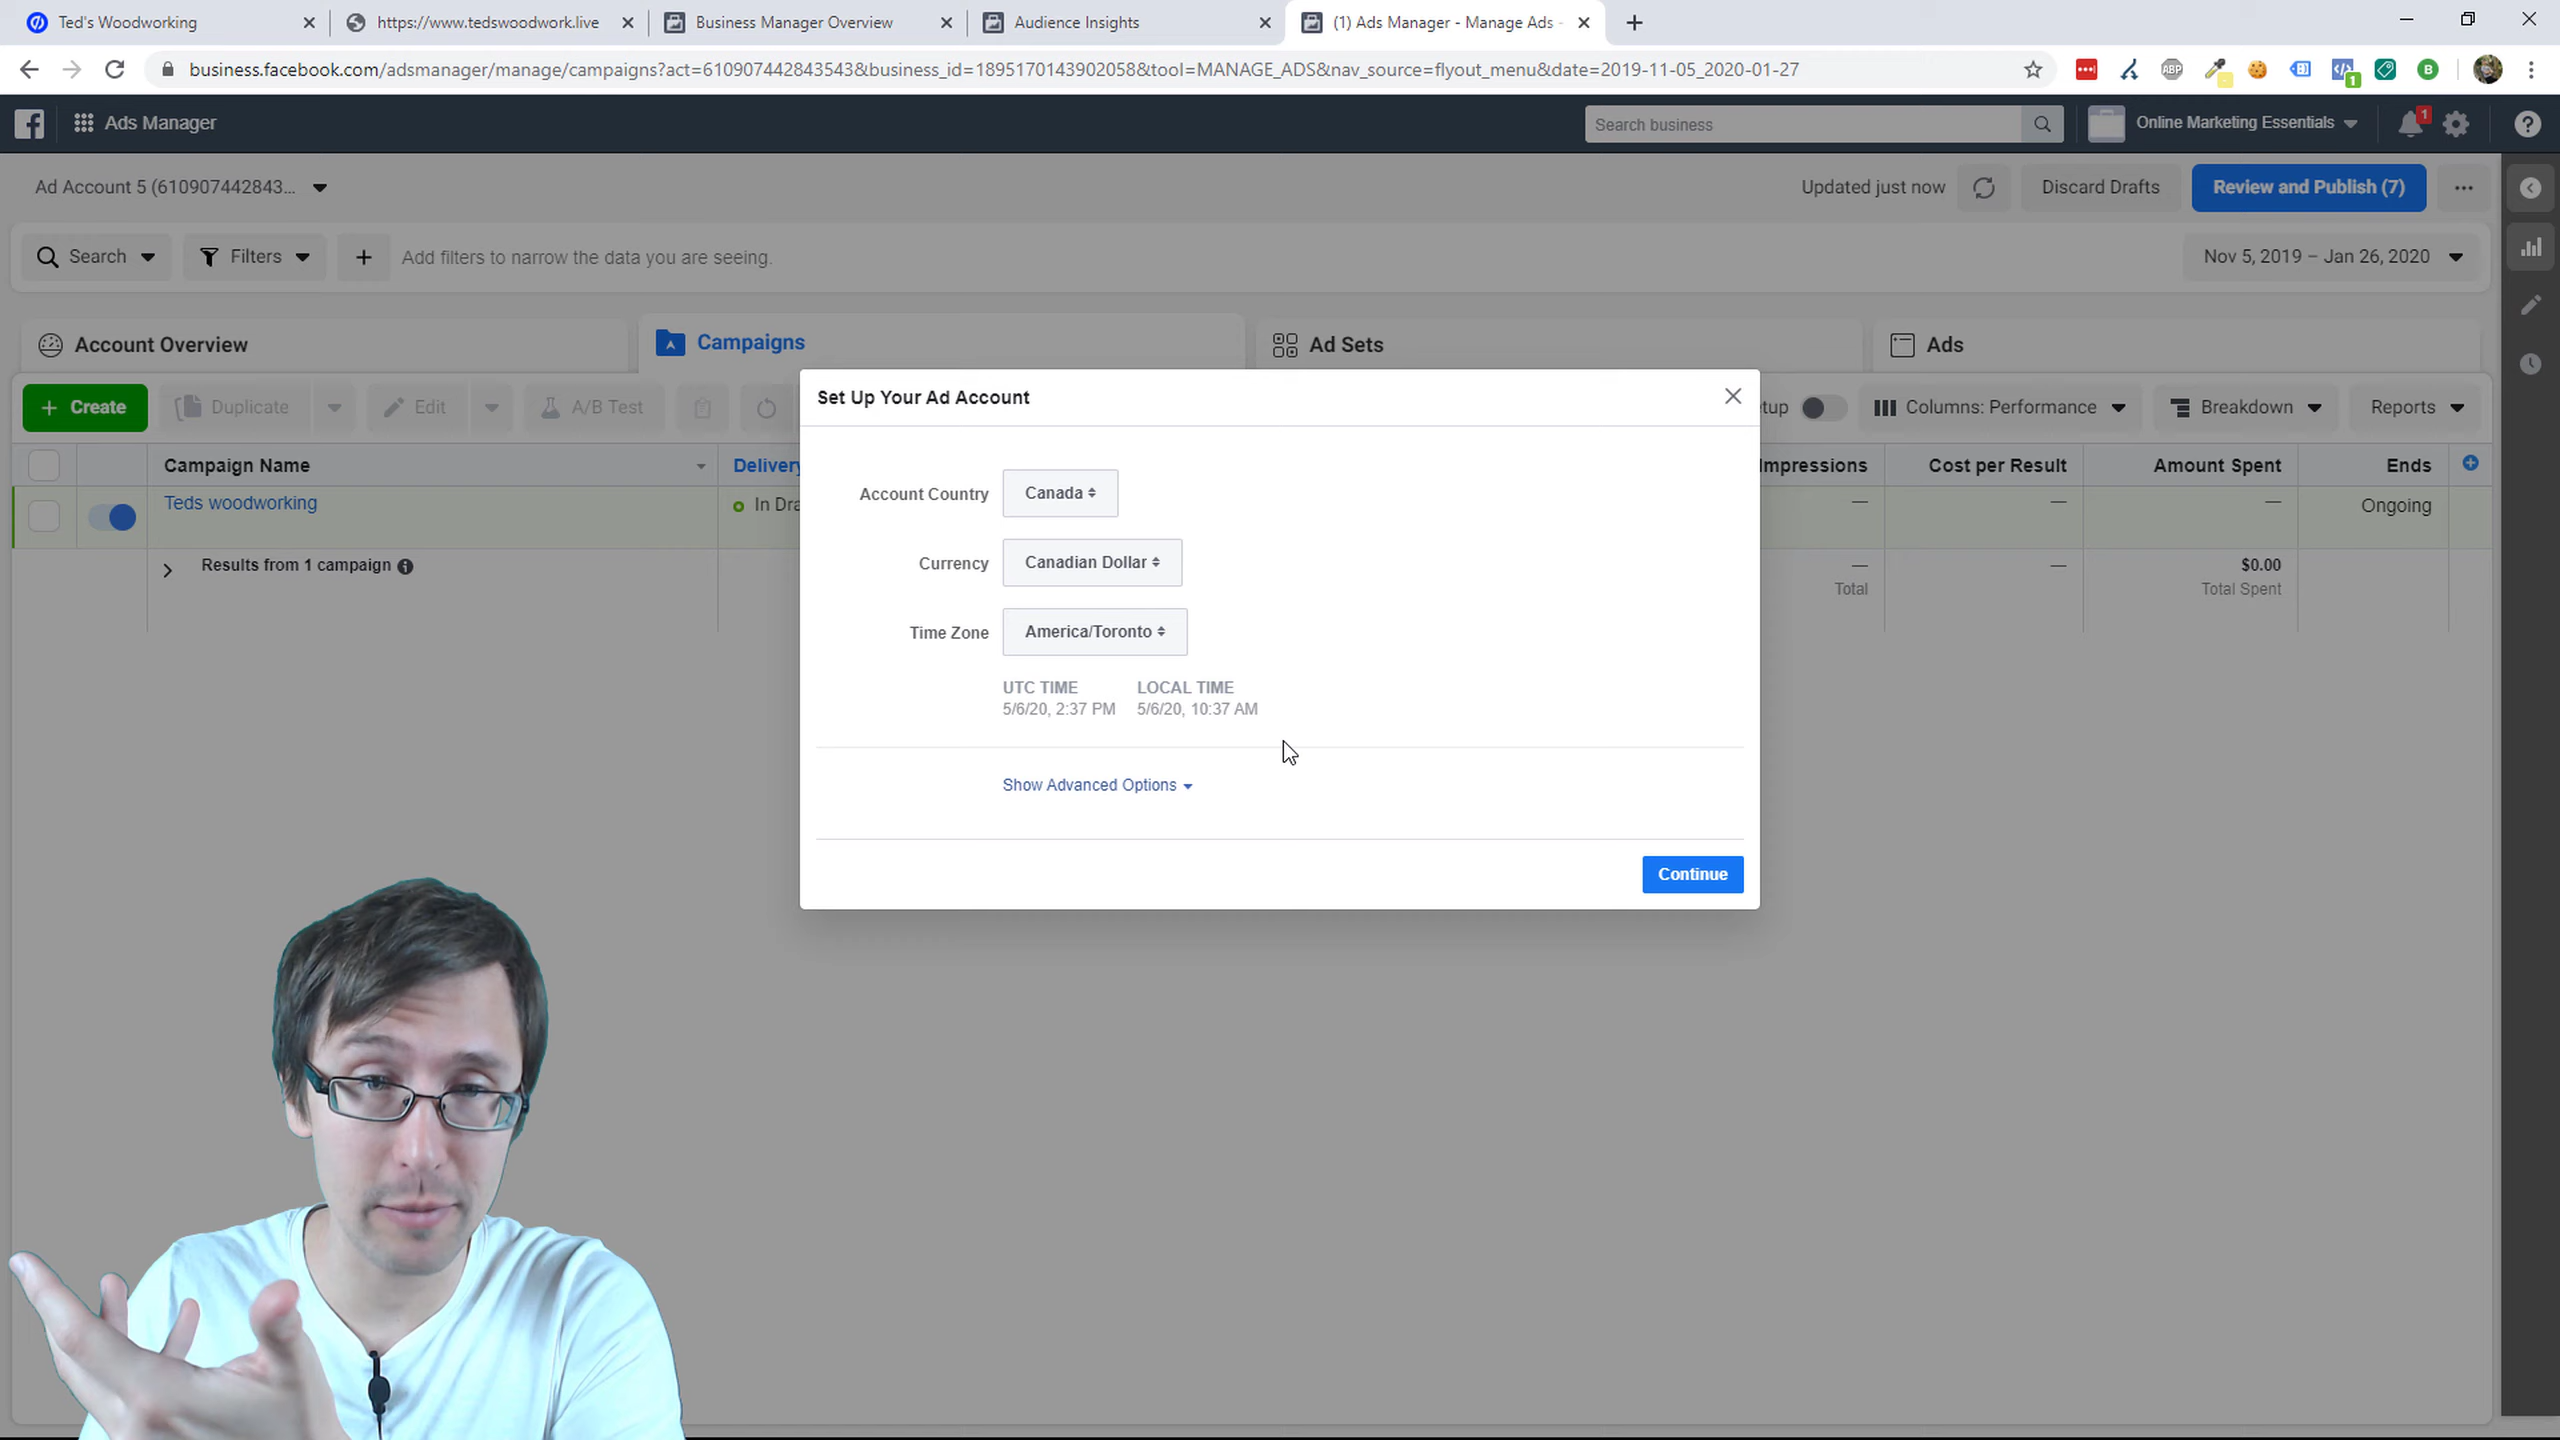 Ted's Woodworking
https://www.tedswoodwork.live
Business Manager Overview
Audience Insights
(1) Ads Manager - Manage Ads -
business.facebook.com/adsmanager/manage/campaigns?act=610907442843543&business_id=1895170143902058&tool=MANAGE_ADS&nav_source=flyout_menu&date=2019-11-05_2020-01-27
ABP
1
B
Ads Manager
Search business
Online Marketing Essentials
1
Ad Account 5 (610907442843...
Updated just now
Discard Drafts
Review and Publish (7)
Search
Filters
Add filters to narrow the data you are seeing.
Nov 5, 2019 – Jan 26, 2020
Account Overview
Campaigns
Ad Sets
Ads
Create
Duplicate
Edit
A/B Test
tup
Columns: Performance
Breakdown
Reports
Campaign Name
Delivery
Impressions
Cost per Result
Amount Spent
Ends
Teds woodworking
In Dra
—
—
—
Ongoing
Results from 1 campaign
—
Total
—
$0.00
Total Spent
Set Up Your Ad Account
Account Country
Canada
Currency
Canadian Dollar
Time Zone
America/Toronto
UTC TIME
5/6/20, 2:37 PM
LOCAL TIME
5/6/20, 10:37 AM
Show Advanced Options
Continue